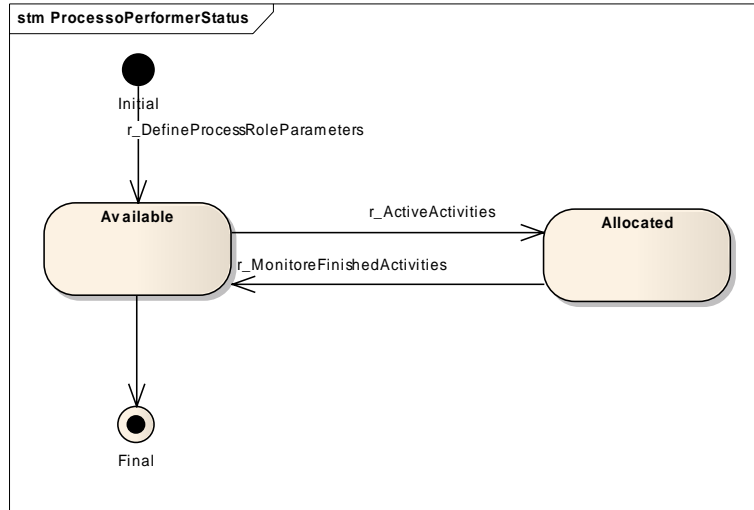 stm ProcessoPerformerStatus
Initial
r_DefineProcessRoleParameters
Available
r_ActiveActivities
Allocated
r_MonitoreFinishedActivities
Final